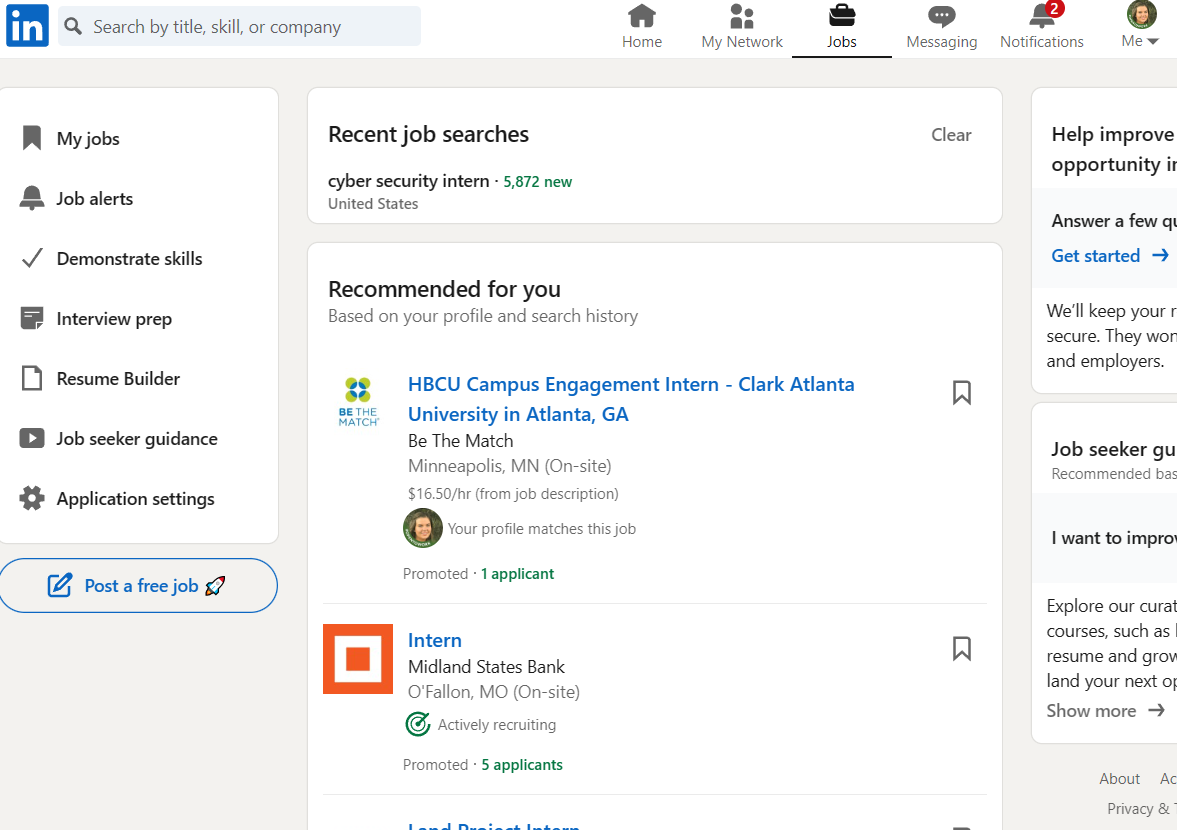 in
Search by title, skill, or company
Home
My Network
Jobs
Messaging
2
Notifications
Me
My jobs
Job alerts
Demonstrate skills
Interview prep
Resume Builder
Job seeker guidance
Application settings
Post a free job 🚀
Recent job searches
Clear
cyber security intern · 5,872 new
United States
Recommended for you
Based on your profile and search history
BE THE
MATCH
HBCU Campus Engagement Intern - Clark Atlanta
University in Atlanta, GA
Be The Match
Minneapolis, MN (On-site)
$16.50/hr (from job description)
Your profile matches this job
Promoted · 1 applicant
Intern
Midland States Bank
O'Fallon, MO (On-site)
Actively recruiting
Promoted · 5 applicants
Land Project Intern
Help improve
opportunity in
Answer a few qu
Get started →
We'll keep your r
secure. They won
and employers.
Job seeker gu
Recommended bas
I want to improv
Explore our curat
courses, such as
resume and grow
land your next op
Show more →
About Ac
Privacy & T